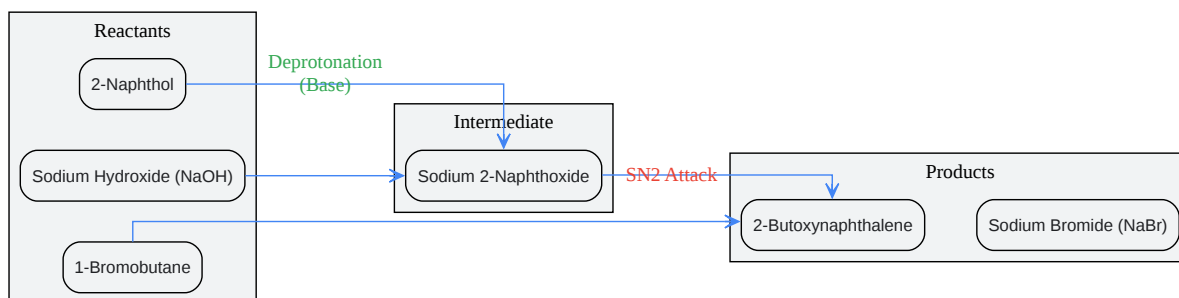 Reactants
2-Naphthol
Deprotonation
(Base)
Intermediate
Sodium Hydroxide (NaOH)
Sodium 2-Naphthoxide
SN2 Attack
Products
2-Butoxynaphthalene
Sodium Bromide (NaBr)
1-Bromobutane